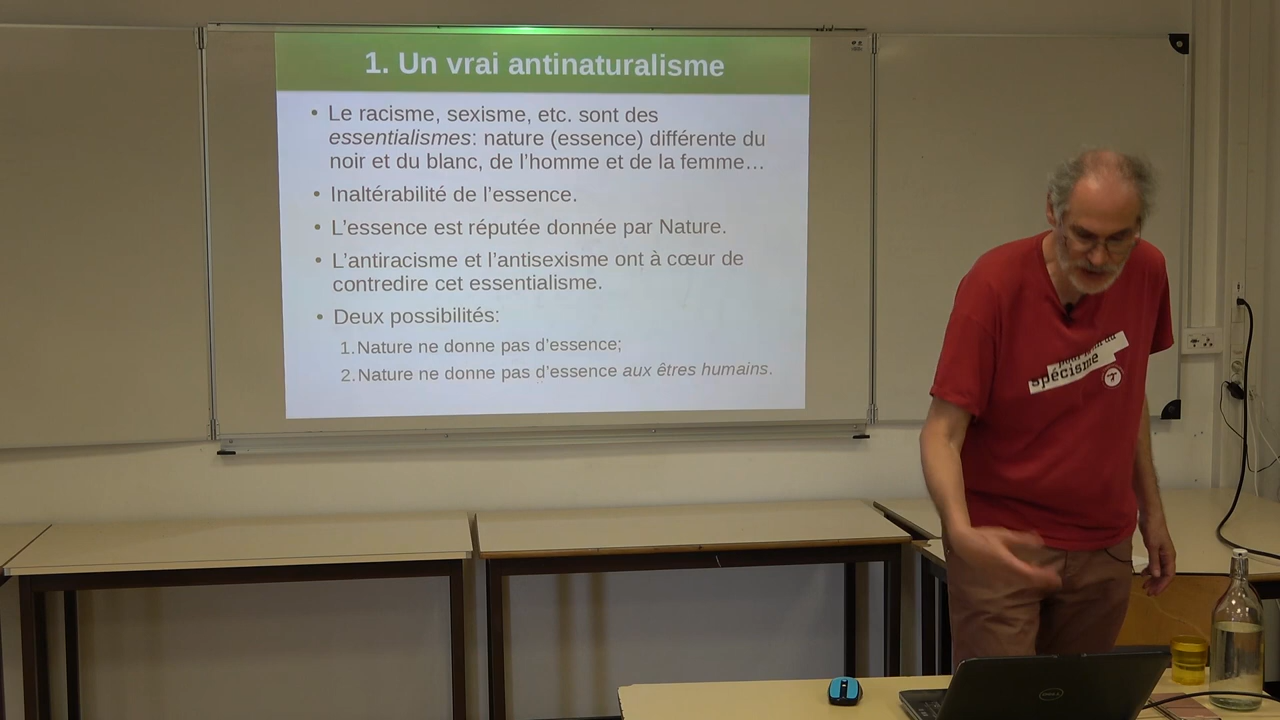 1. Un vrai antinaturalisme
• Le racisme, sexisme, etc. sont des
essentialismes: nature (essence) différente du
noir et du blanc, de l'homme et de la femme…
• Inaltérabilité de l'essence.
• L'essence est réputée donnée par Nature.
• L'antiracisme et l'antisexisme ont à cœur de
contredire cet essentialisme.
• Deux possibilités:
1. Nature ne donne pas d'essence;
2. Nature ne donne pas d'essence aux êtres humains.
spécisme
DELL